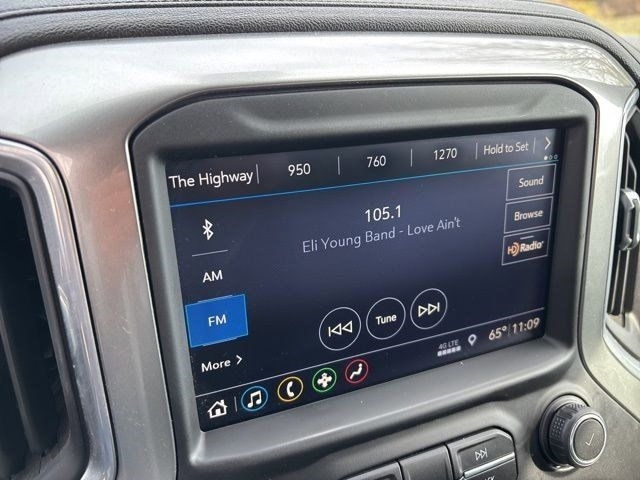 The Highway 950 760 1270 Hold to Set
105.1
Sound
Eli Young Band - Love Ain't
Browse
AM
HD Radio
FM
Tune
More
4G LTE
65° 11:09